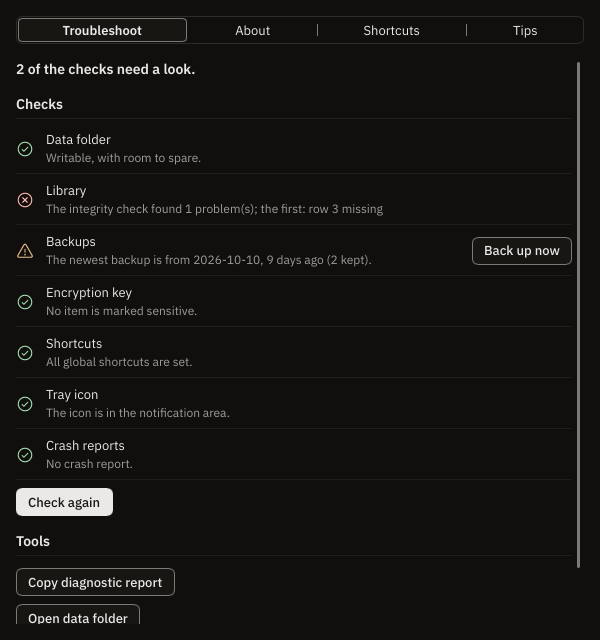 Troubleshoot
About
Shortcuts
Tips
2 of the checks need a look.
Checks
Data folder
Writable, with room to spare.
Library
The integrity check found 1 problem(s); the first: row 3 missing
Backups
The newest backup is from 2026-10-10, 9 days ago (2 kept).
Back up now
Encryption key
No item is marked sensitive.
Shortcuts
All global shortcuts are set.
Tray icon
The icon is in the notification area.
Crash reports
No crash report.
Check again
Tools
Copy diagnostic report
Open data folder